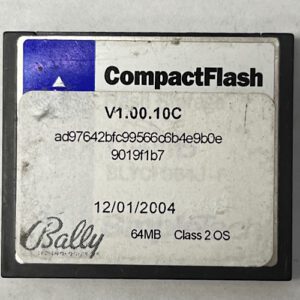 CompactFlash
V1.00.10C
ad97642bfc99566c6b4e9b0e
9019f1b7
12/01/2004
Bally
64MB Class 2 OS